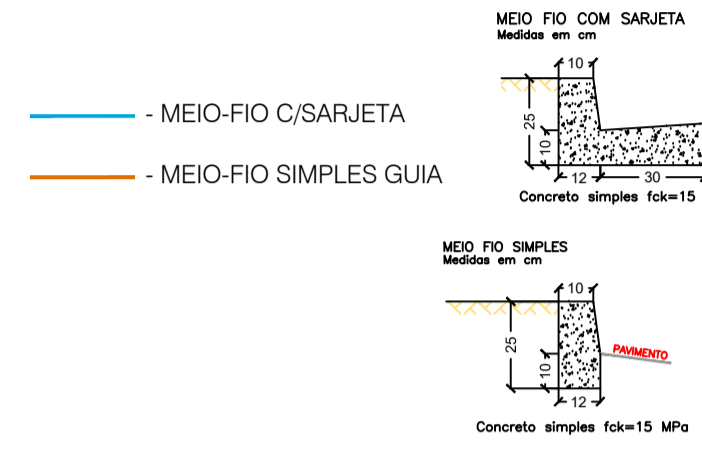 MEIO FIO COM SARJETA
Medidas em cm
10
- MEIO-FIO C/SARJETA
25
10
- MEIO-FIO SIMPLES GUIA
12 30
Concreto simples fck=15
MEIO FIO SIMPLES
Medidas em cm
10
25
PAVIMENTO
10
12
Concreto simples fck=15 MPa